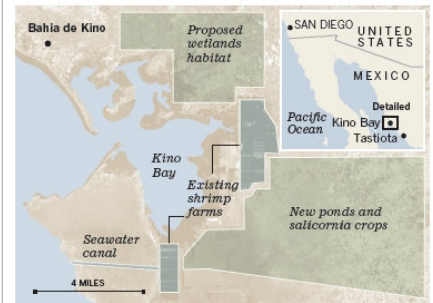 Bahia de Kino
Proposed
wetlands
habitat
SAN DIEGO
UNITED
STATES
MEXICO
Detailed
Pacific
Ocean
Kino Bay
Tastiota
Kino
Bay
Existing
shrimp
farms
New ponds and
salicornia crops
Seawater
canal
4 MILES